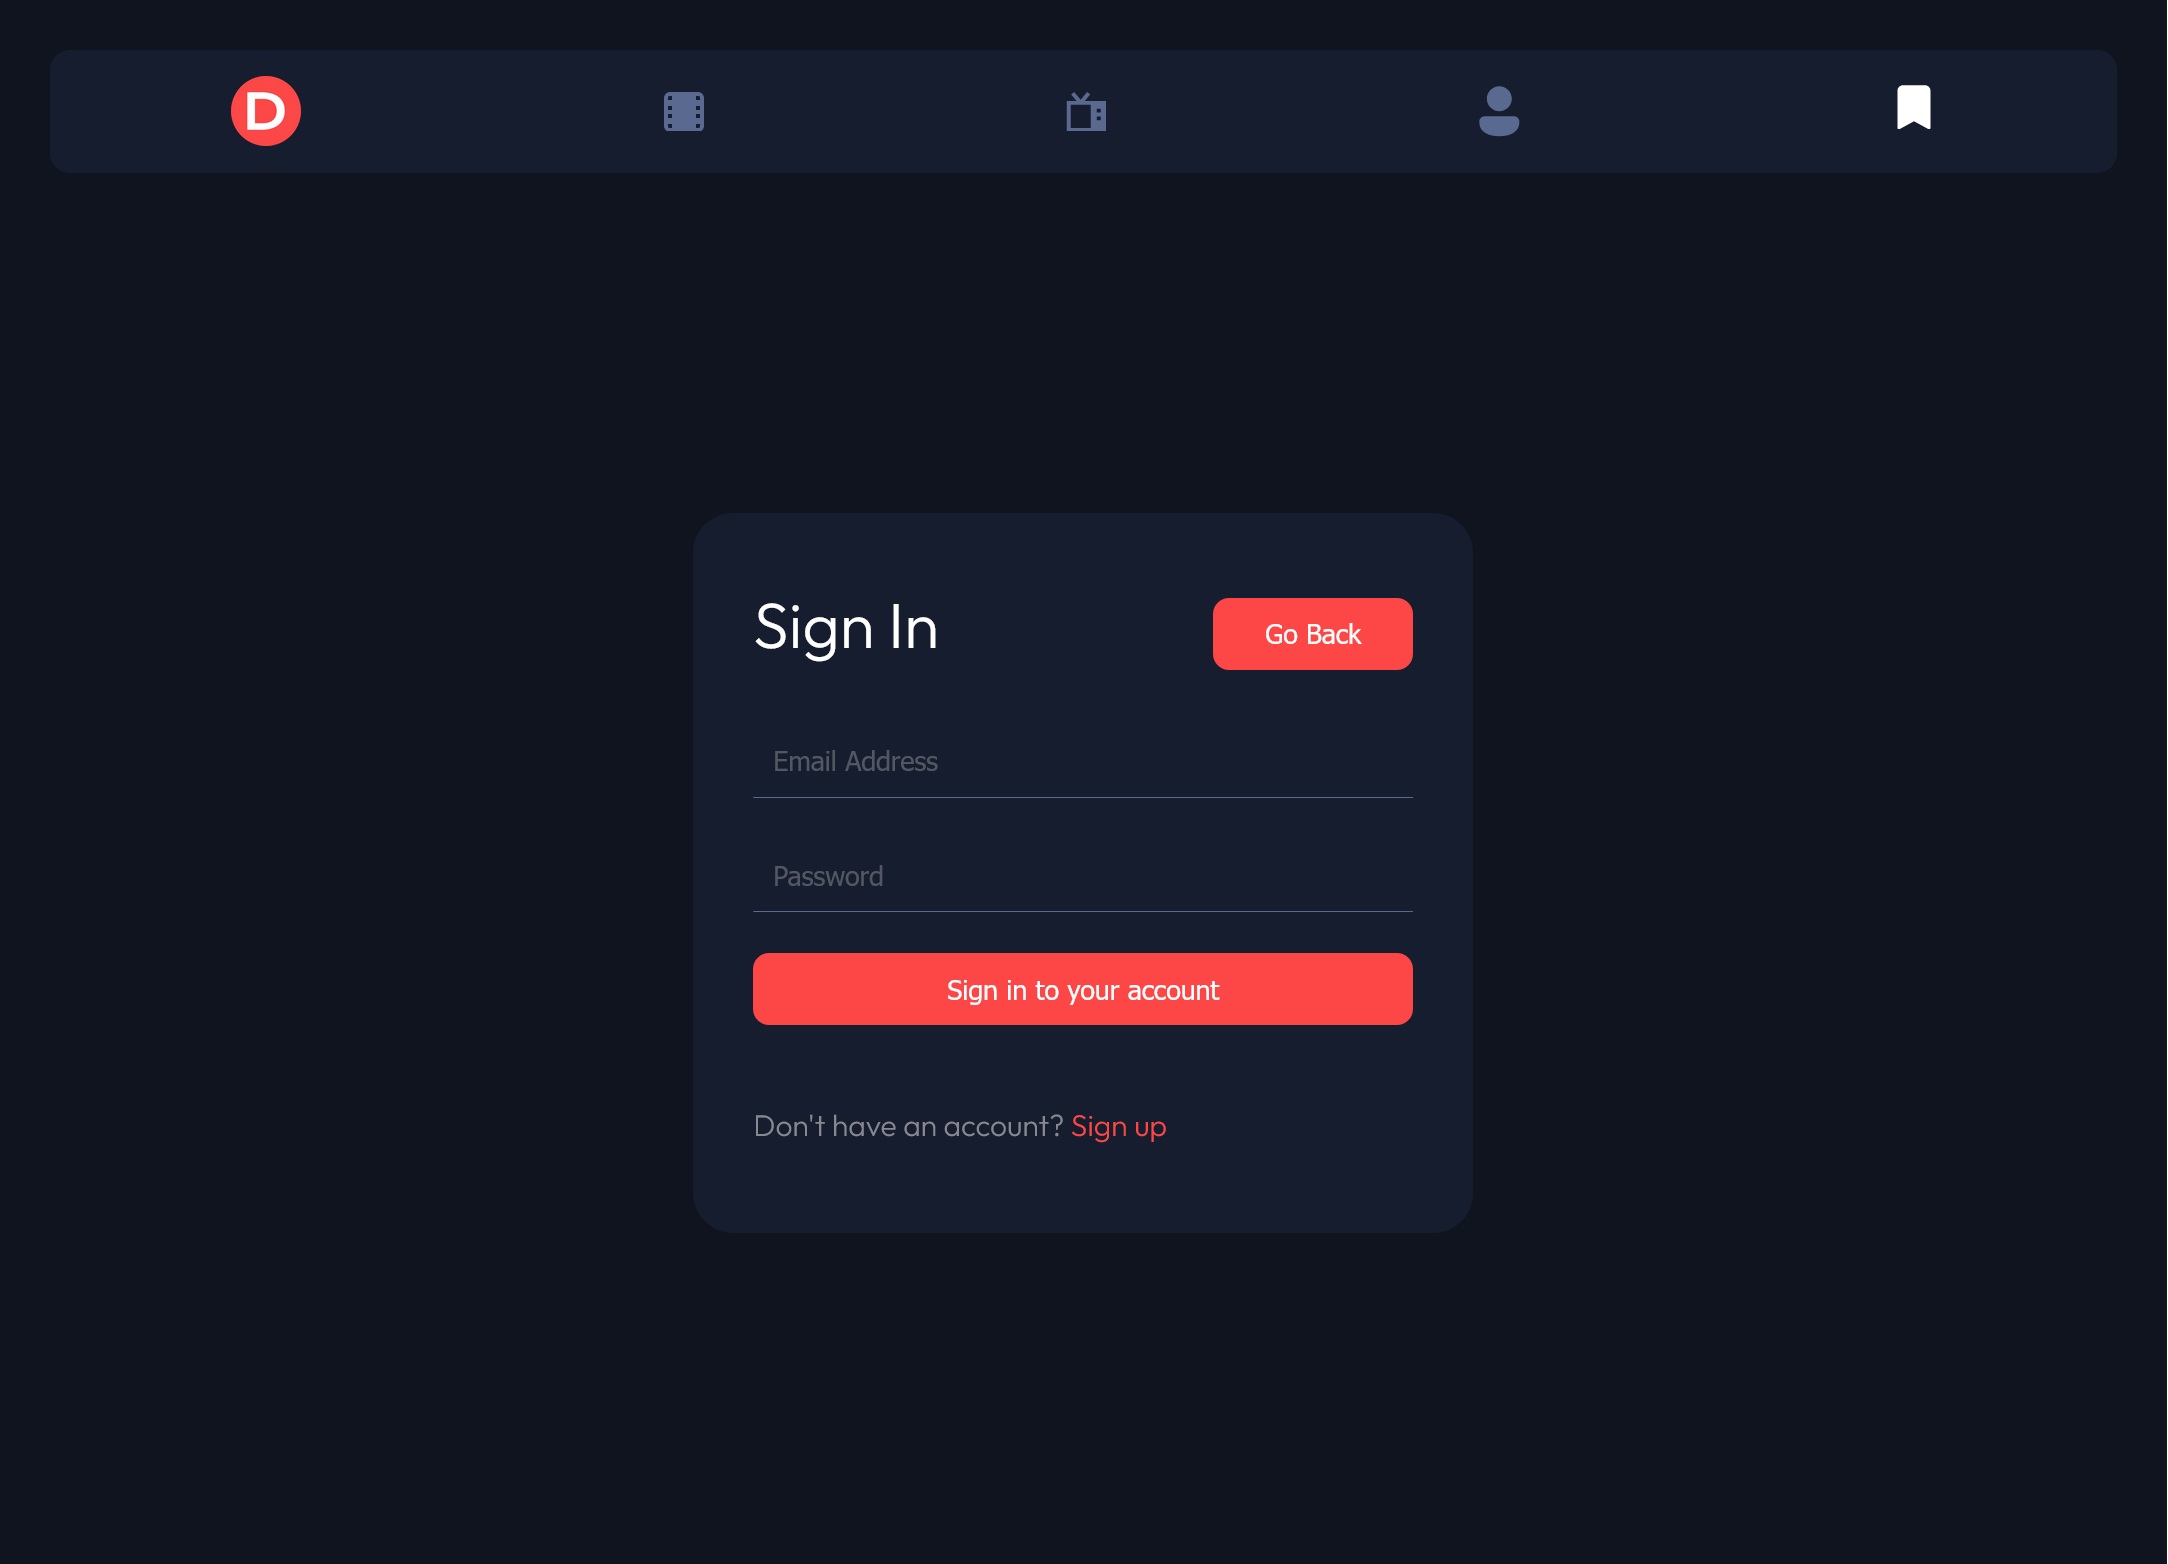 D
Sign In
Go Back
Email Address
Password
Sign in to your account
Don't have an account? Sign up